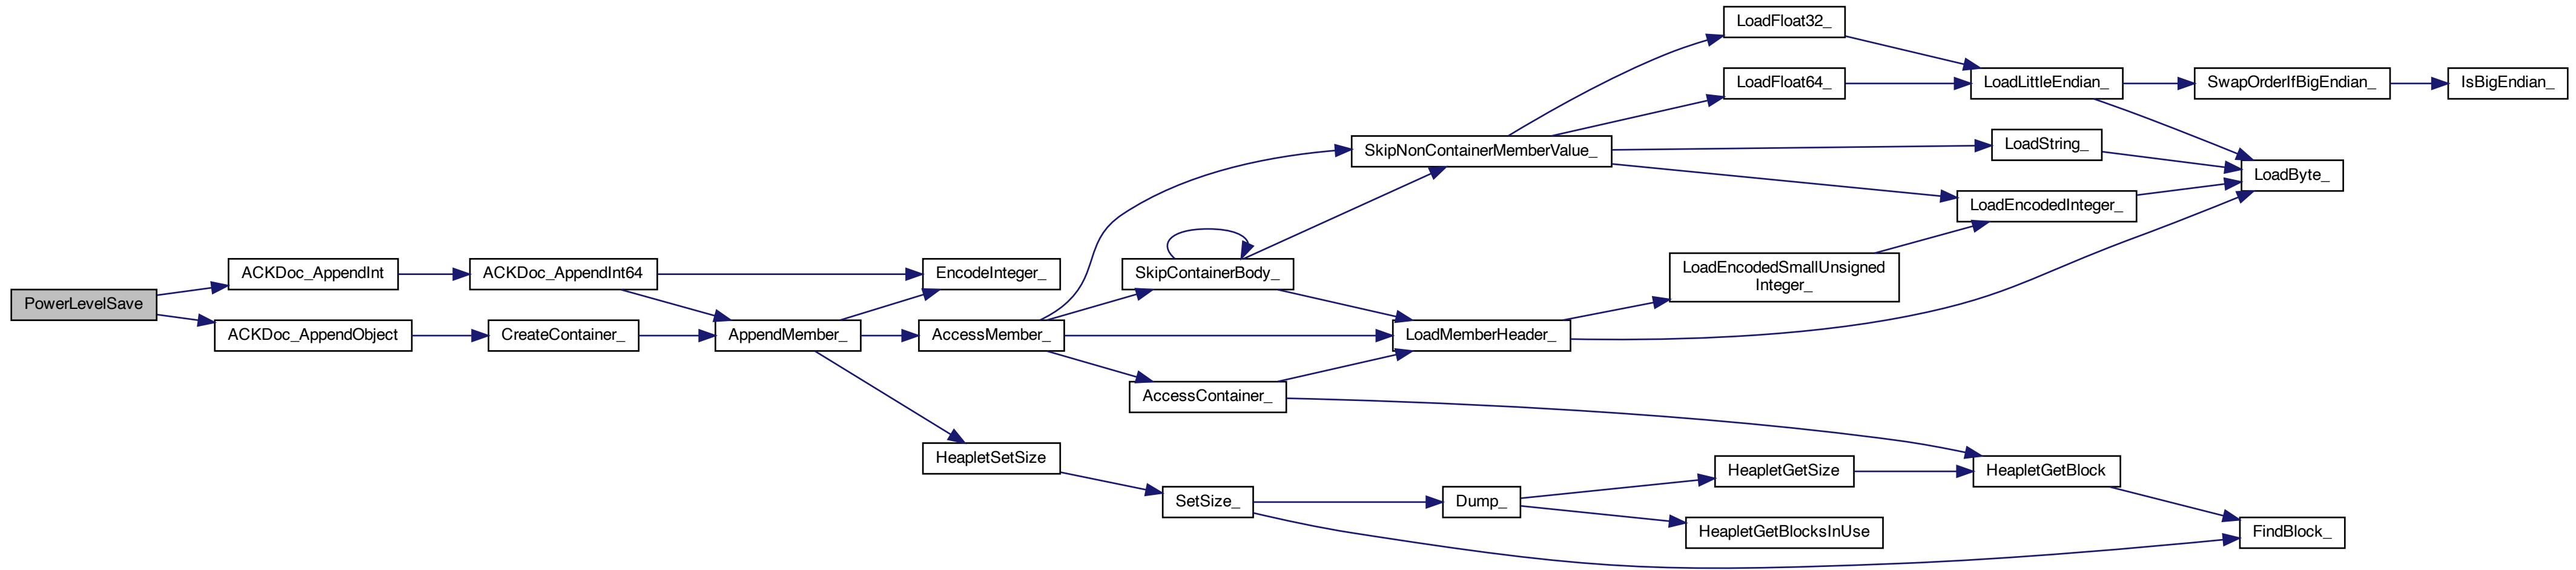 PowerLevelSave
ACKDoc_AppendInt
ACKDoc_AppendObject
ACKDoc_AppendInt64
CreateContainer_
EncodeInteger_
AppendMember_
AccessMember_
HeapletSetSize
SkipContainerBody_
AccessContainer_
SetSize_
SkipNonContainerMemberValue_
LoadMemberHeader_
Dump_
LoadFloat32_
LoadFloat64_
LoadEncodedSmallUnsigned
Integer_
HeapletGetSize
HeapletGetBlocksInUse
LoadLittleEndian_
LoadString_
LoadEncodedInteger_
HeapletGetBlock
SwapOrderIfBigEndian_
LoadByte_
FindBlock_
IsBigEndian_